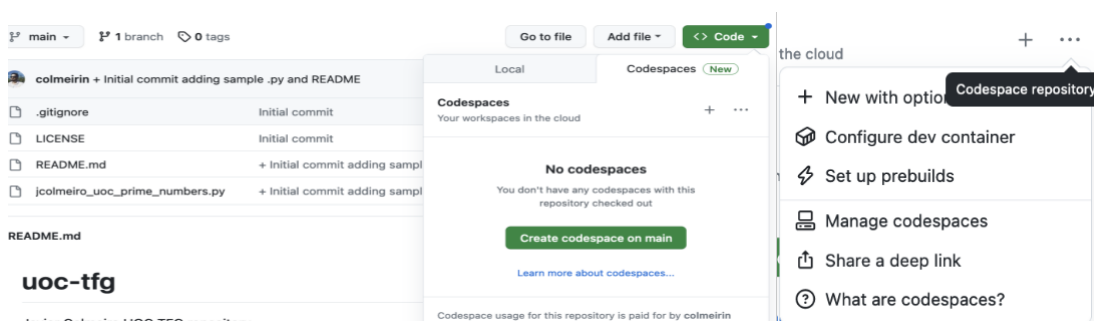 main
1 branch
0 tags
Go to file
Add file
<> Code
colmeirin + Initial commit adding sample .py and README
.gitignore Initial commit
LICENSE Initial commit
README.md + Initial commit adding sampl
jcolmeiro_uoc_prime_numbers.py + Initial commit adding sampl
README.md
uoc-tfg
Local
Codespaces New
Codespaces
Your workspaces in the cloud
No codespaces
You don't have any codespaces with this
repository checked out
Create codespace on main
Learn more about codespaces...
Codespace usage for this repository is paid for by colmeirin
the cloud
Codespace repository
New with optio
Configure dev container
Set up prebuilds
Manage codespaces
Share a deep link
What are codespaces?